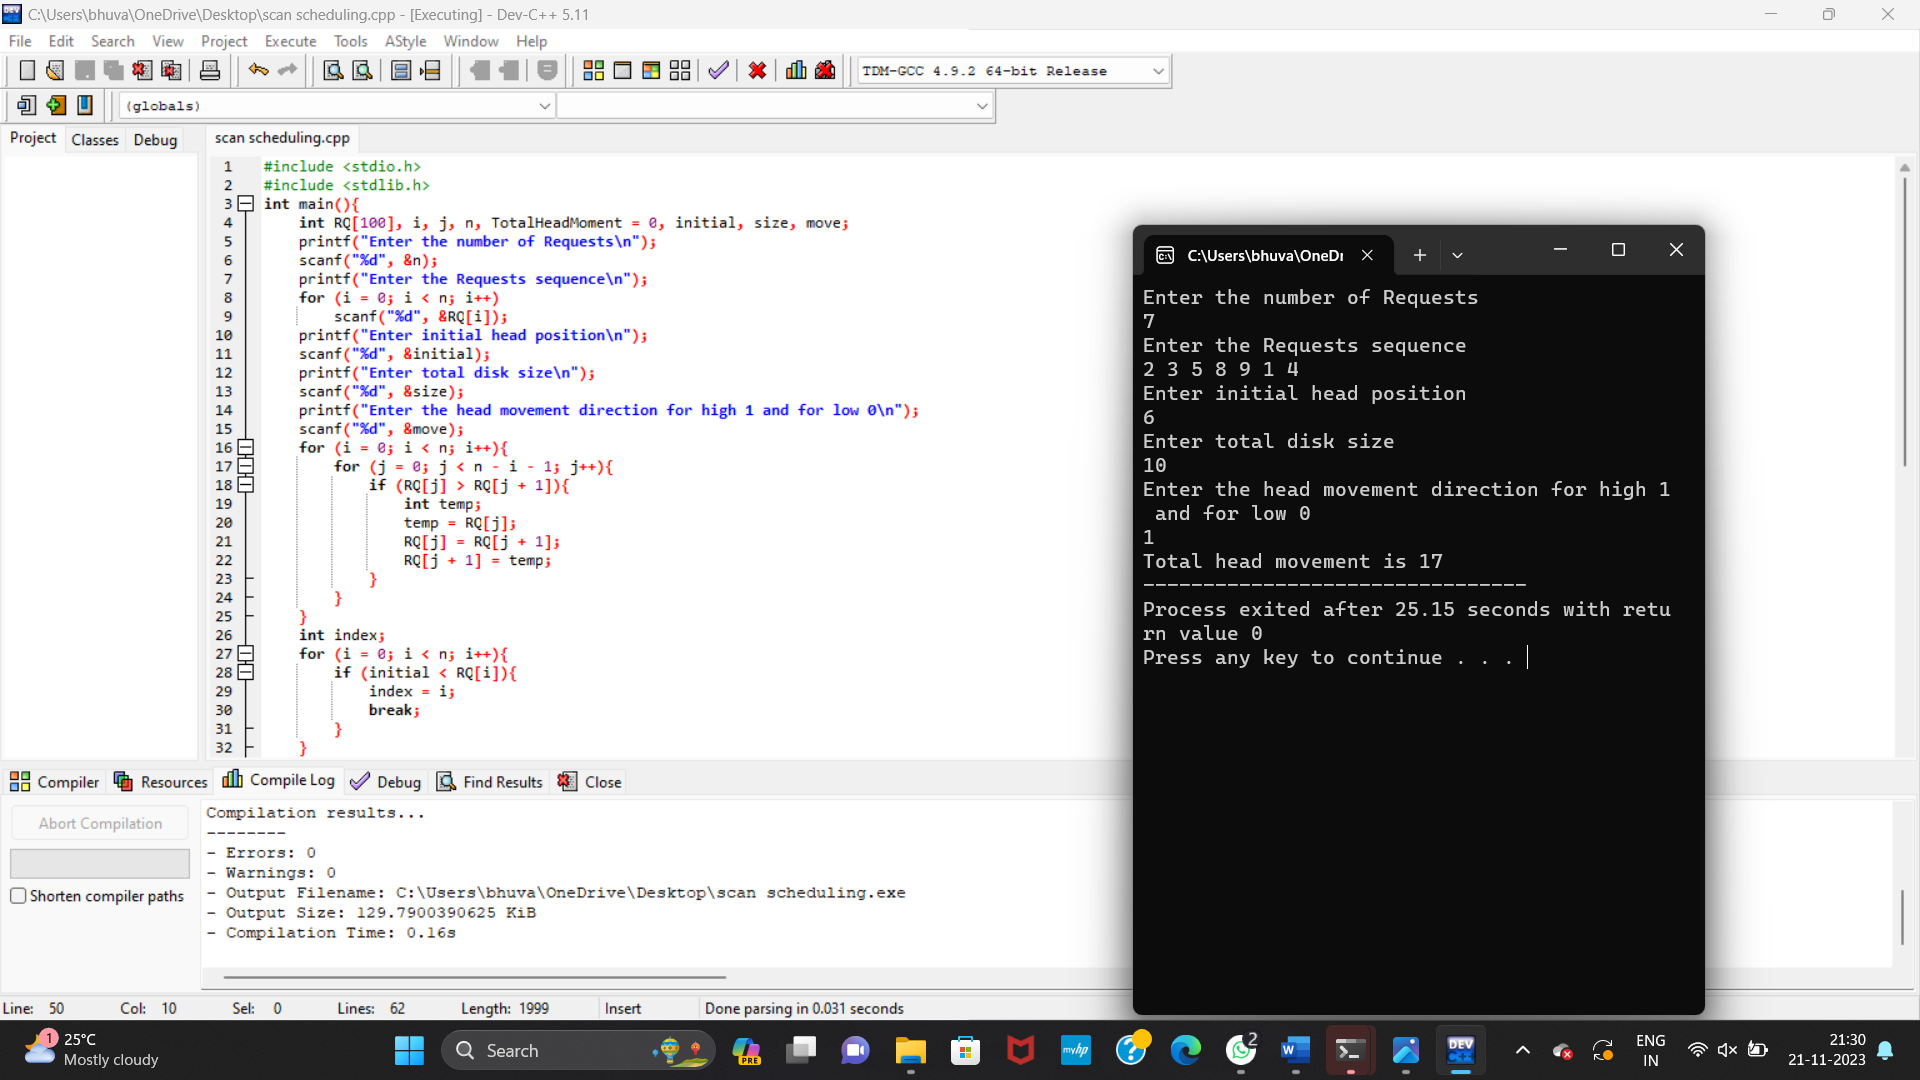 C:\Users\bhuva\OneDrive\Desktop\scan scheduling.cpp - [Executing] - Dev-C++ 5.11
File Edit Search View Project Execute Tools AStyle Window Help
TDM-GCC 4.9.2 64-bit Release
(globals)
Project Classes Debug
scan scheduling.cpp
1 #include <stdio.h>
2 #include <stdlib.h>
3 int main(){
4 int RQ[100], i, j, n, TotalHeadMoment = 0, initial, size, move;
5 printf("Enter the number of Requests\n");
6 scanf("%d", &n);
7 printf("Enter the Requests sequence\n");
8 for (i = 0; i < n; i++)
9 scanf("%d", &RQ[i]);
10 printf("Enter initial head position\n");
11 scanf("%d", &initial);
12 printf("Enter total disk size\n");
13 scanf("%d", &size);
14 printf("Enter the head movement direction for high 1 and for low 0\n");
15 scanf("%d", &move);
16 for (i = 0; i < n; i++){
17 for (j = 0; j < n - i - 1; j++){
18 if (RQ[j] > RQ[j + 1]){
19 int temp;
20 temp = RQ[j];
21 RQ[j] = RQ[j + 1];
22 RQ[j + 1] = temp;
23 }
24 }
25 }
26 int index;
27 for (i = 0; i < n; i++){
28 if (initial < RQ[i]){
29 index = i;
30 break;
31 }
32 }
C:\Users\bhuva\OneDri
Enter the number of Requests
7
Enter the Requests sequence
2 3 5 8 9 1 4
Enter initial head position
6
Enter total disk size
10
Enter the head movement direction for high 1
and for low 0
1
Total head movement is 17
--------------------------------
Process exited after 25.15 seconds with retu
rn value 0
Press any key to continue . . .
Compiler Resources Compile Log Debug Find Results Close
Abort Compilation
Shorten compiler paths
Compilation results...
--------
- Errors: 0
- Warnings: 0
- Output Filename: C:\Users\bhuva\OneDrive\Desktop\scan scheduling.exe
- Output Size: 129.7900390625 KiB
- Compilation Time: 0.16s
Line: 50 Col: 10 Sel: 0 Lines: 62 Length: 1999 Insert Done parsing in 0.031 seconds
1
25°C
Mostly cloudy
Search
PRE
myhp
2
W
DEV
C++
ENG
IN
21:30
21-11-2023